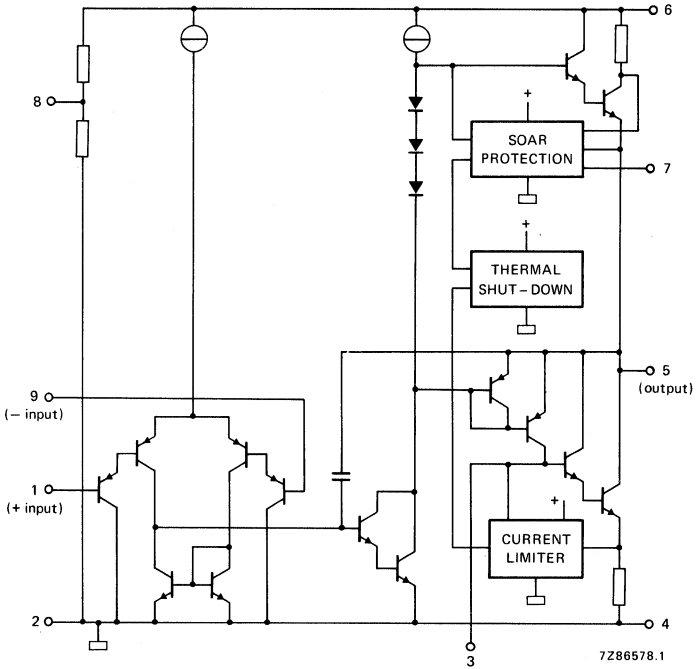 6
8
+
SOAR
PROTECTION
7
+
THERMAL
SHUT-DOWN
5
(output)
9
(− input)
1
(+ input)
+
CURRENT
LIMITER
2
4
3
7Z86578.1